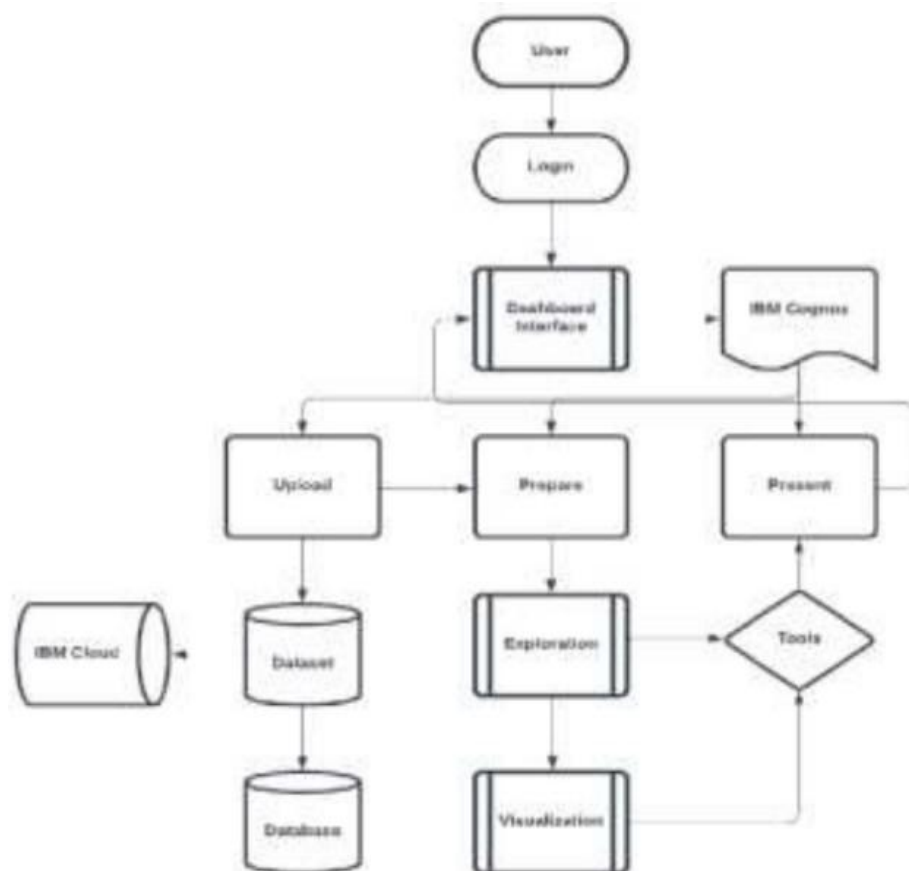 User
Login
Dashboard
Interface
IBM Cognos
Upload
Prepare
Present
IBM Cloud
Dataset
Exploration
Tools
Database
Visualization